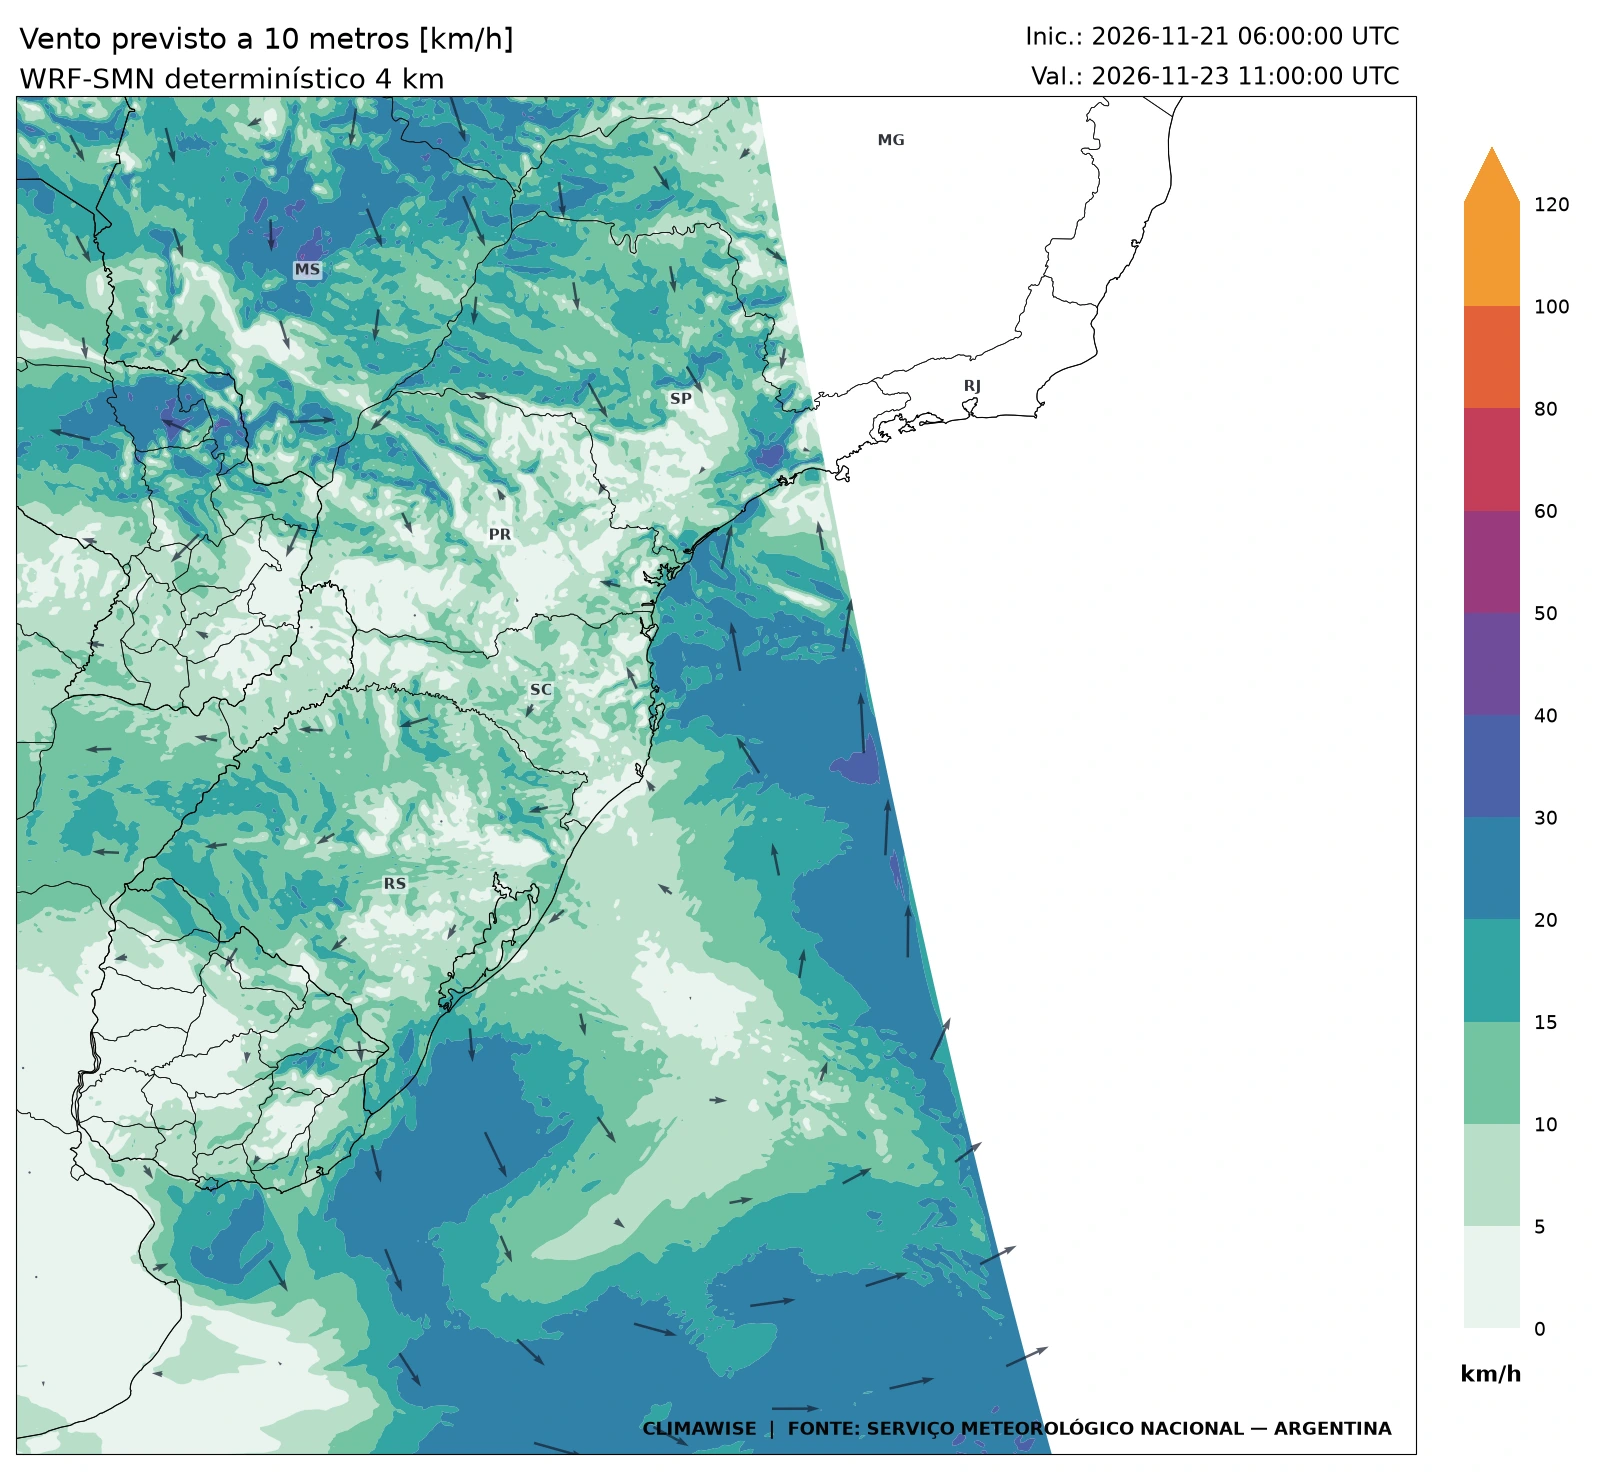 Vento previsto a 10 metros [km/h]
WRF-SMN determinístico 4 km
Inic.: 2026-11-21 06:00:00 UTC
Val.: 2026-11-23 11:00:00 UTC
MG
MS
RJ
SP
PR
SC
RS
120
100
80
60
50
40
30
20
15
10
5
0
km/h
CLIMAWISE | FONTE: SERVIÇO METEOROLÓGICO NACIONAL — ARGENTINA